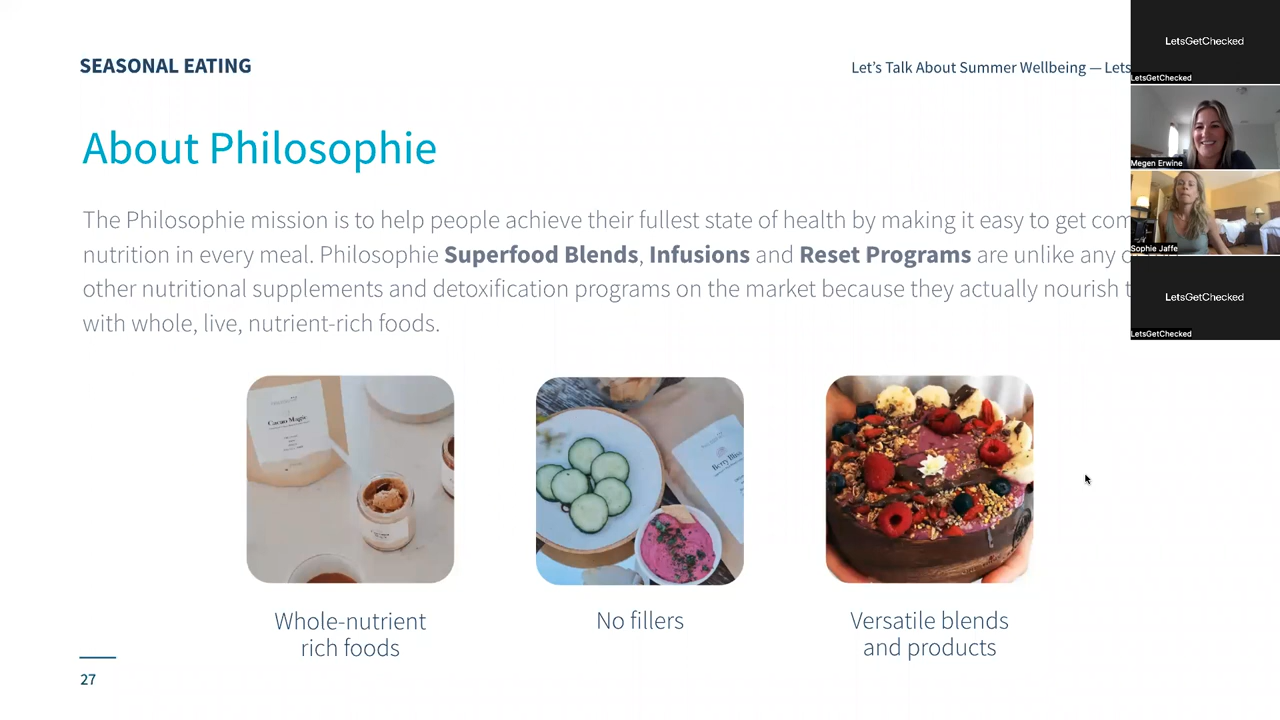 SEASONAL EATING
Let's Talk About Summer Wellbeing — Lets
About Philosophie
The Philosophie mission is to help people achieve their fullest state of health by making it easy to get com
nutrition in every meal. Philosophie Superfood Blends, Infusions and Reset Programs are unlike any
other nutritional supplements and detoxification programs on the market because they actually nourish t
with whole, live, nutrient-rich foods.
Cacao Magic
Berry Bliss
Whole-nutrient
rich foods
No fillers
Versatile blends
and products
27
LetsGetChecked
LetsGetChecked
Megen Erwine
Sophie Jaffe
LetsGetChecked
LetsGetChecked